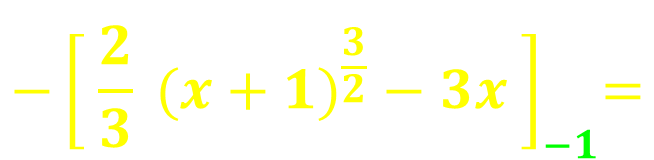 −[2/3 (x + 1)^(3/2) − 3x]_(−1) =